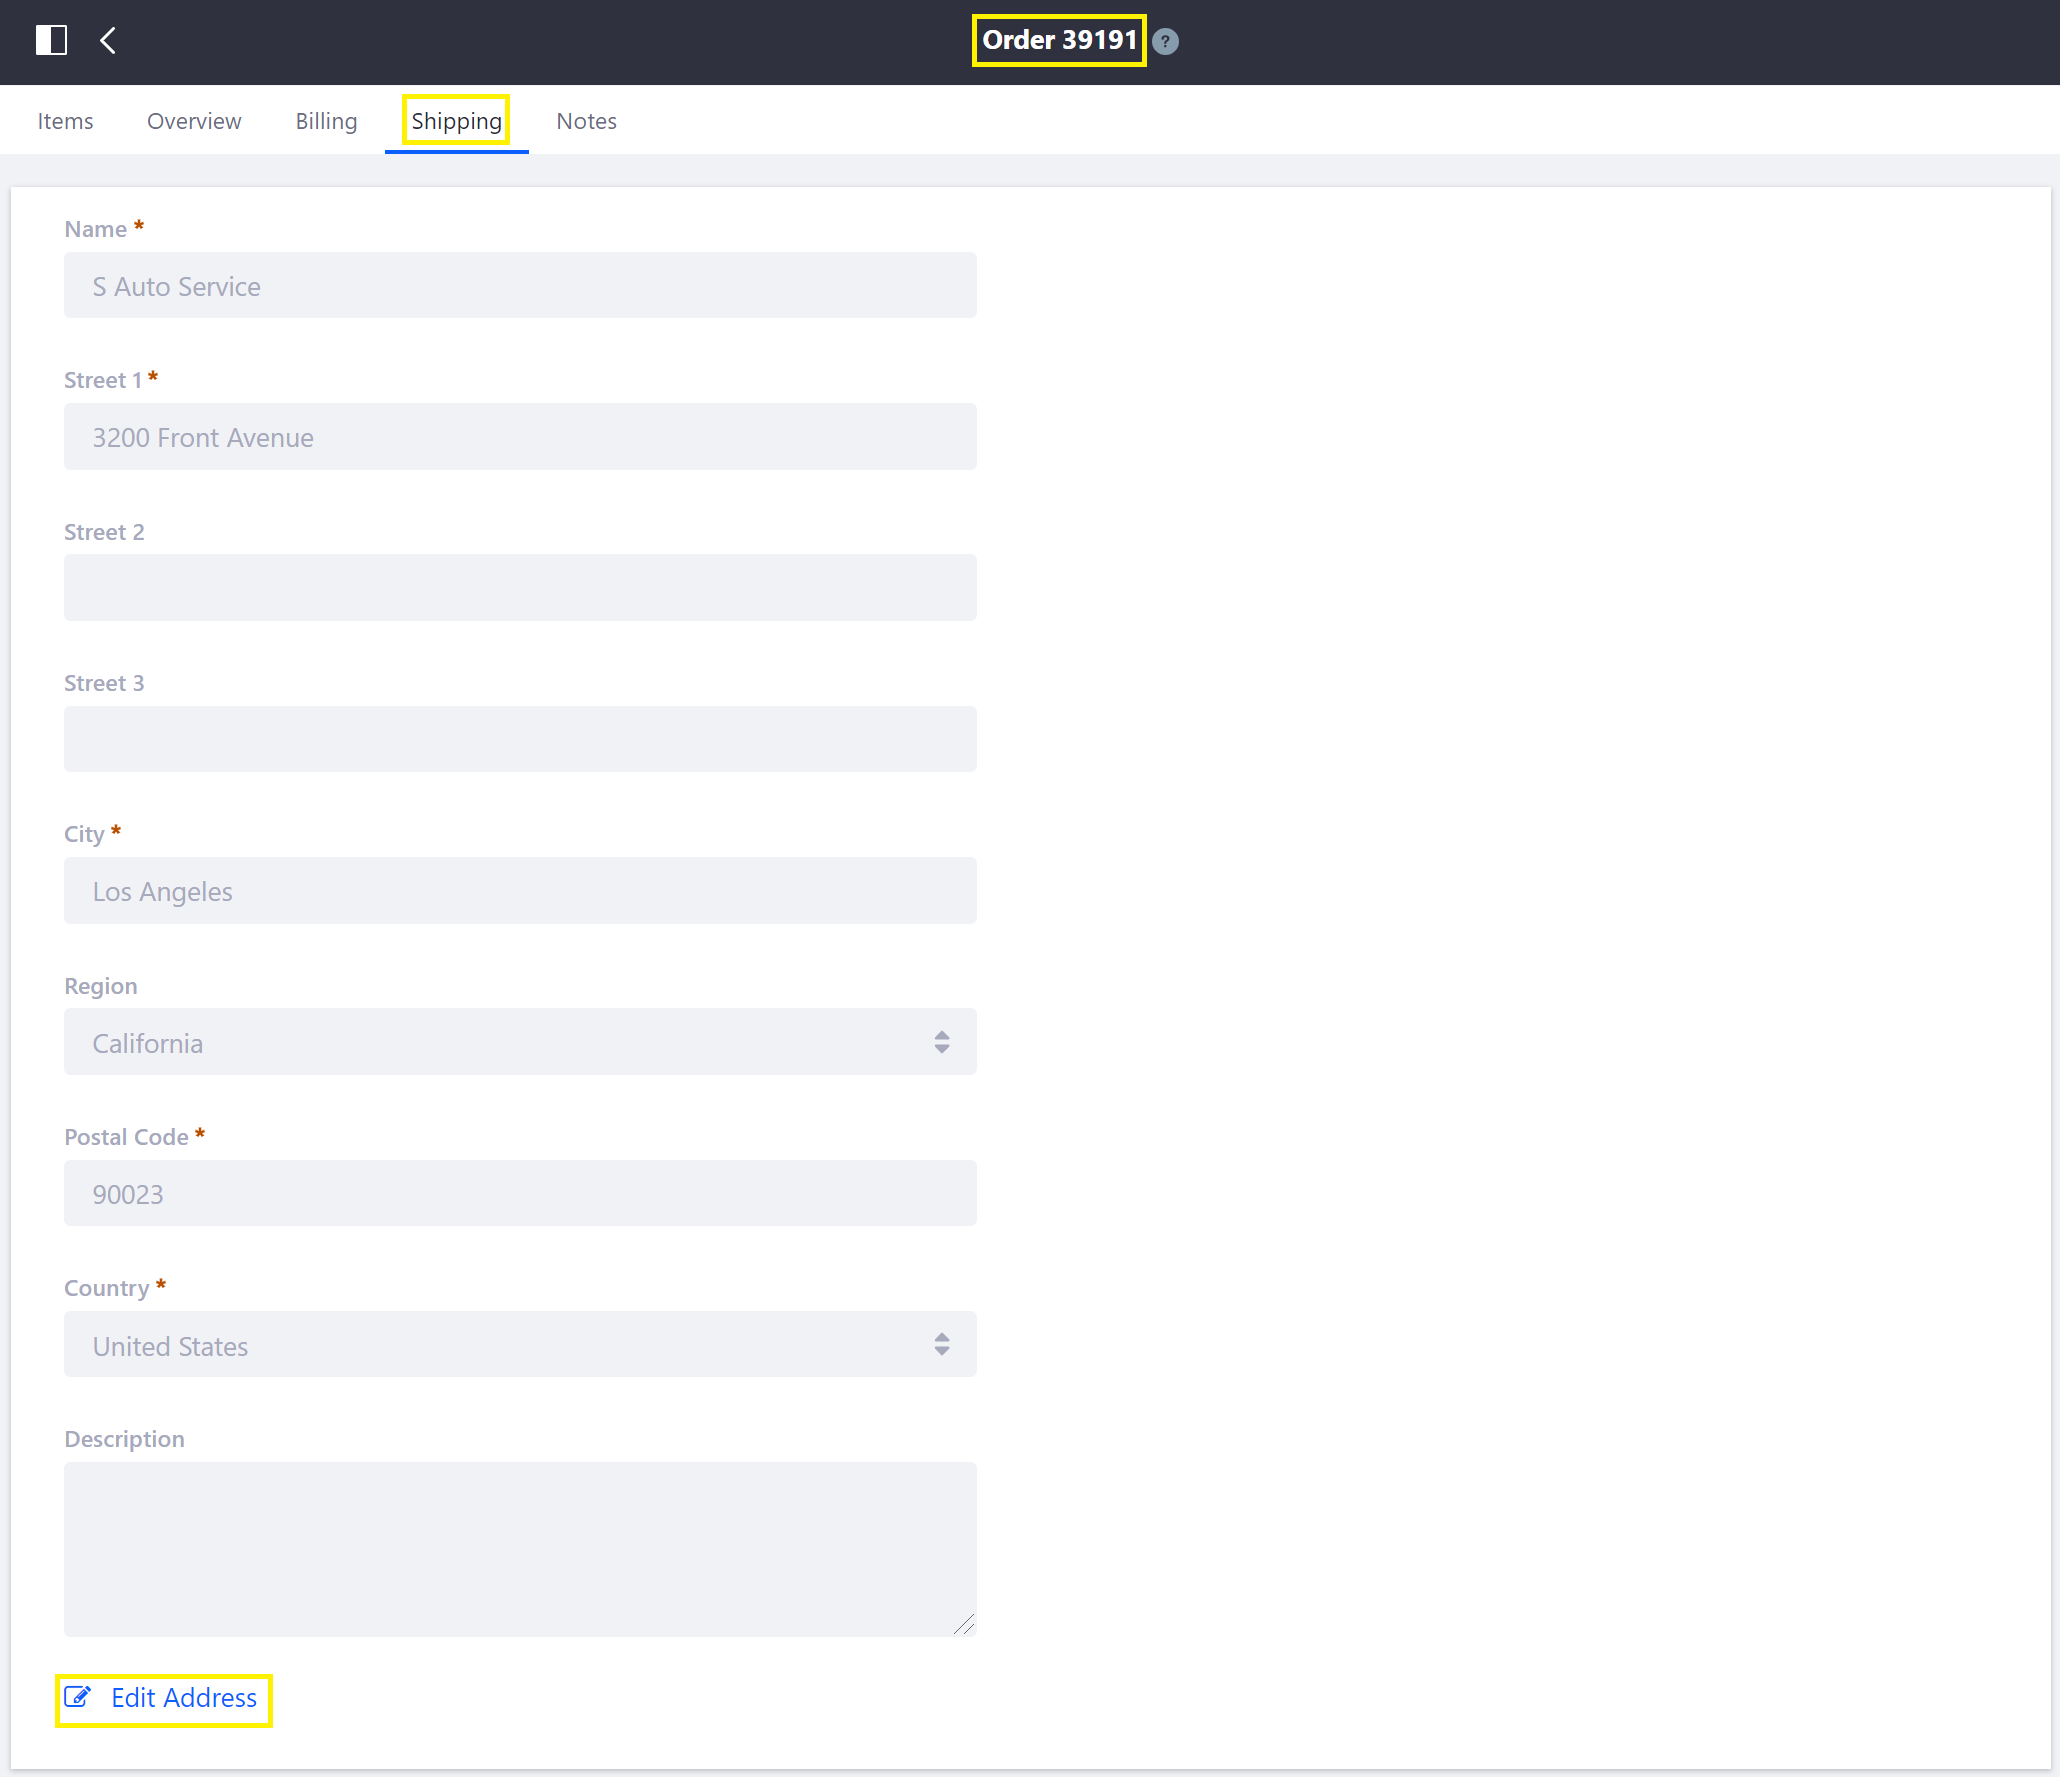 Order 39191 ?
Items Overview Billing Shipping Notes
Name *
S Auto Service
Street 1 *
3200 Front Avenue
Street 2
Street 3
City *
Los Angeles
Region
California
Postal Code *
90023
Country *
United States
Description
Edit Address